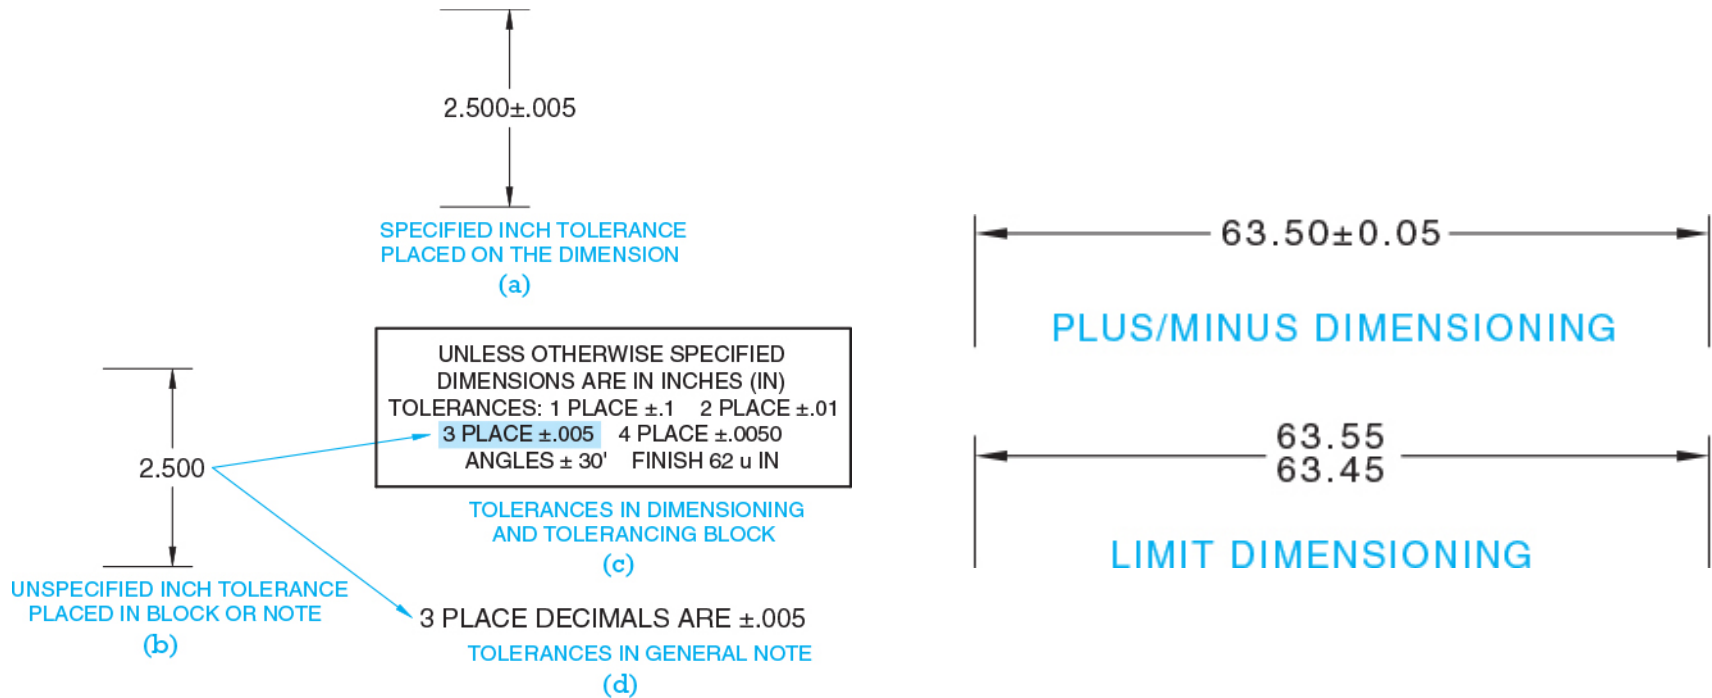 2.500±.005
SPECIFIED INCH TOLERANCE
PLACED ON THE DIMENSION
(a)
2.500
UNSPECIFIED INCH TOLERANCE
PLACED IN BLOCK OR NOTE
(b)
UNLESS OTHERWISE SPECIFIED
DIMENSIONS ARE IN INCHES (IN)
TOLERANCES: 1 PLACE ±.1 2 PLACE ±.01
3 PLACE ±.005 4 PLACE ±.0050
ANGLES ± 30' FINISH 62 u IN
TOLERANCES IN DIMENSIONING
AND TOLERANCING BLOCK
(c)
3 PLACE DECIMALS ARE ±.005
TOLERANCES IN GENERAL NOTE
(d)
63.50±0.05
PLUS/MINUS DIMENSIONING
63.55
63.45
LIMIT DIMENSIONING